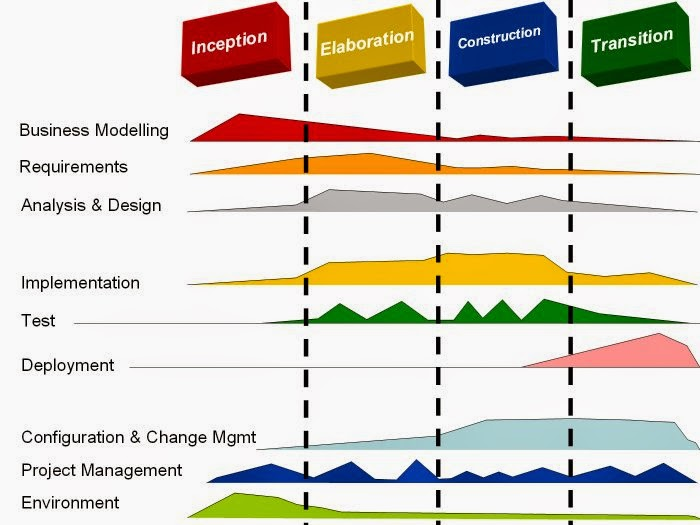 Inception
Elaboration
Construction
Transition
Business Modelling
Requirements
Analysis & Design
Implementation
Test
Deployment
Configuration & Change Mgmt
Project Management
Environment